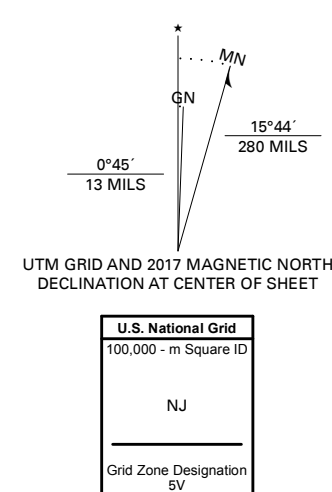 ★
MN
GN
15°44´
280 MILS
0°45´
13 MILS
UTM GRID AND 2017 MAGNETIC NORTH
DECLINATION AT CENTER OF SHEET
U.S. National Grid
100,000 - m Square ID
NJ
Grid Zone Designation
5V